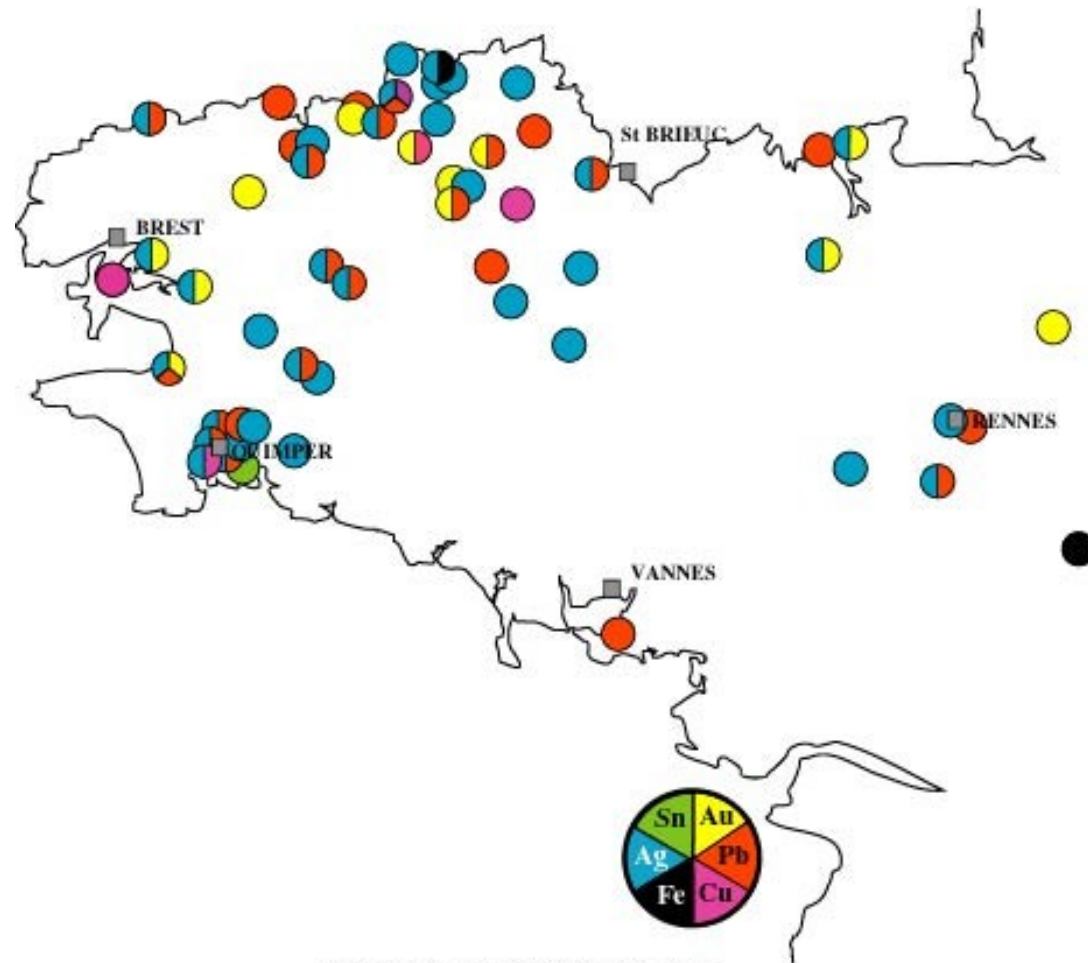 St BRIEUC
BREST
RENNES
QUIMPER
VANNES
Sn Au
Ag Pb
Fe Cu